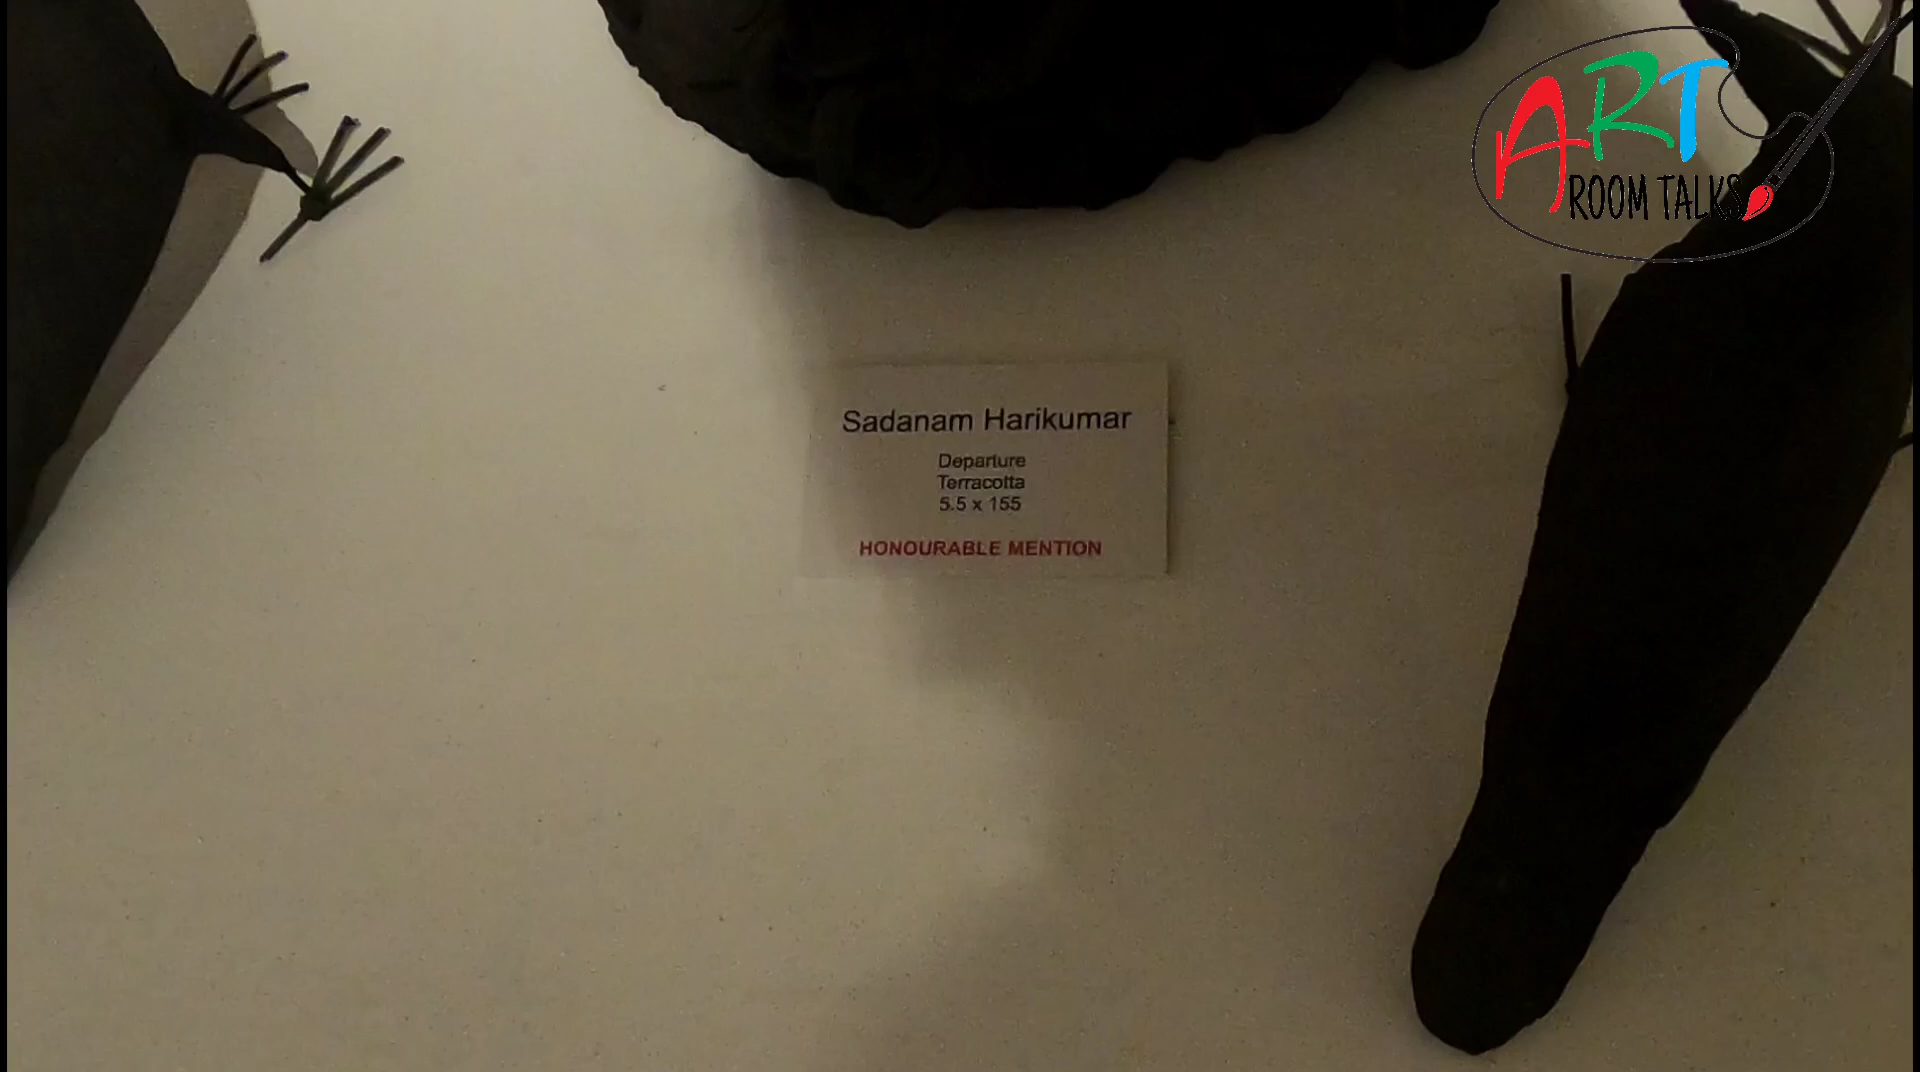 ART
ROOM TALKS
Sadanam Harikumar
Departure
Terracotta
5.5 x 155
HONOURABLE MENTION